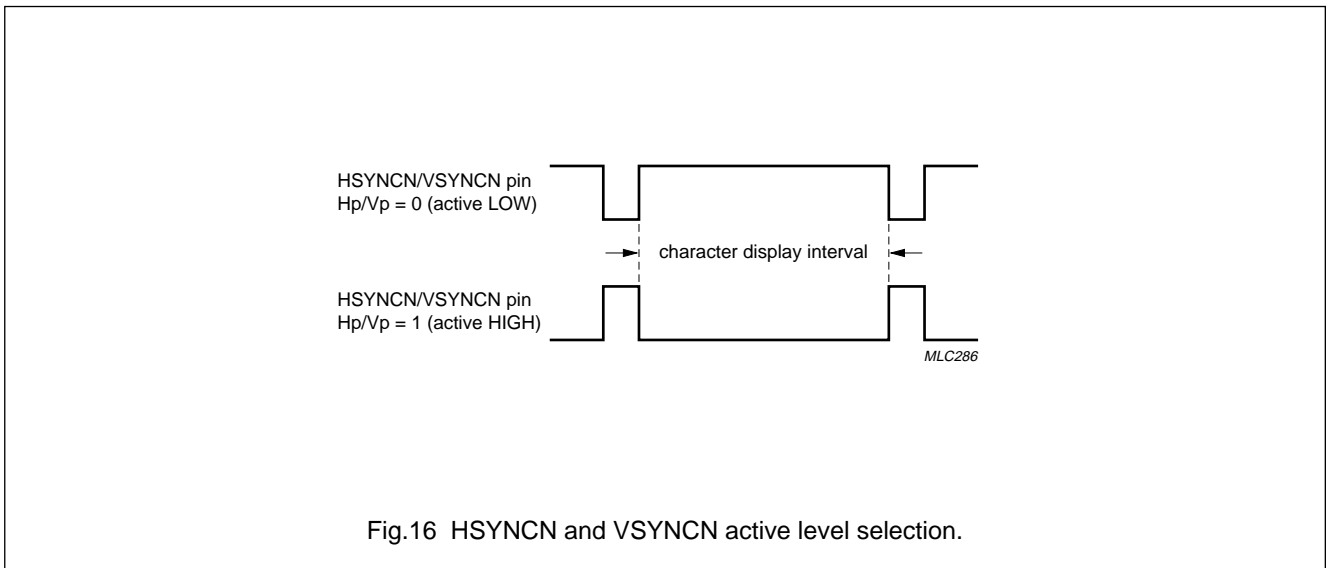 HSYNCN/VSYNCN pin
Hp/Vp = 0 (active LOW)
character display interval
HSYNCN/VSYNCN pin
Hp/Vp = 1 (active HIGH)
MLC286
Fig.16 HSYNCN and VSYNCN active level selection.